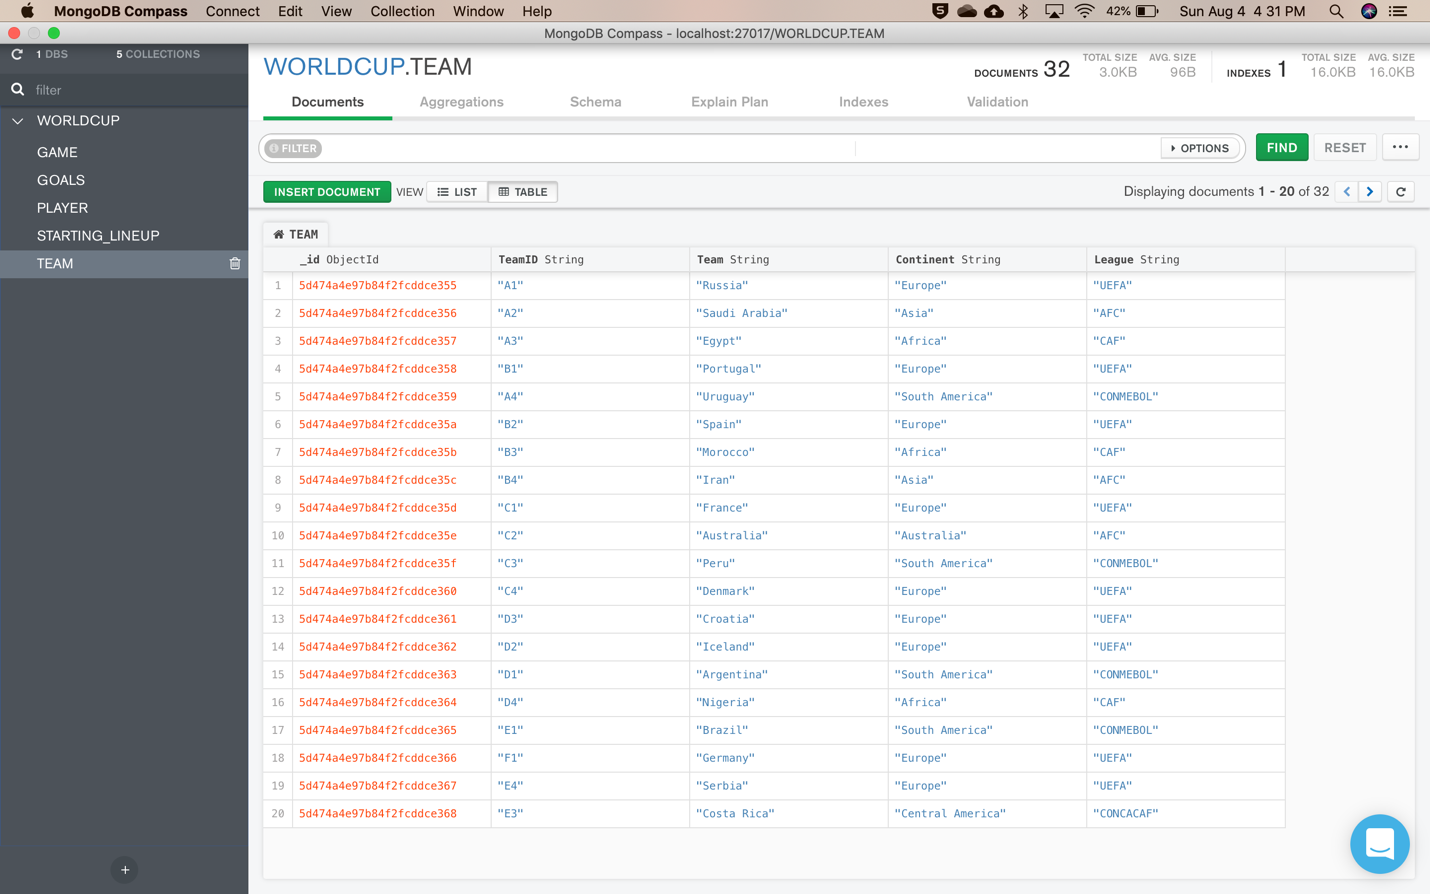 MongoDB Compass Connect Edit View Collection Window Help 42% Sun Aug 4 4 31 PM
MongoDB Compass - localhost:27017/WORLDCUP.TEAM
1 DBS 5 COLLECTIONS
filter
WORLDCUP
GAME
GOALS
PLAYER
STARTING_LINEUP
TEAM
WORLDCUP.TEAM
DOCUMENTS 32 TOTAL SIZE 3.0KB AVG. SIZE 96B INDEXES 1 TOTAL SIZE 16.0KB AVG. SIZE 16.0KB
Documents Aggregations Schema Explain Plan Indexes Validation
FILTER OPTIONS FIND RESET ...
INSERT DOCUMENT VIEW LIST TABLE Displaying documents 1 - 20 of 32
TEAM
_id ObjectId TeamID String Team String Continent String League String
1 5d474a4e97b84f2fcddce355 "A1" "Russia" "Europe" "UEFA"
2 5d474a4e97b84f2fcddce356 "A2" "Saudi Arabia" "Asia" "AFC"
3 5d474a4e97b84f2fcddce357 "A3" "Egypt" "Africa" "CAF"
4 5d474a4e97b84f2fcddce358 "B1" "Portugal" "Europe" "UEFA"
5 5d474a4e97b84f2fcddce359 "A4" "Uruguay" "South America" "CONMEBOL"
6 5d474a4e97b84f2fcddce35a "B2" "Spain" "Europe" "UEFA"
7 5d474a4e97b84f2fcddce35b "B3" "Morocco" "Africa" "CAF"
8 5d474a4e97b84f2fcddce35c "B4" "Iran" "Asia" "AFC"
9 5d474a4e97b84f2fcddce35d "C1" "France" "Europe" "UEFA"
10 5d474a4e97b84f2fcddce35e "C2" "Australia" "Australia" "AFC"
11 5d474a4e97b84f2fcddce35f "C3" "Peru" "South America" "CONMEBOL"
12 5d474a4e97b84f2fcddce360 "C4" "Denmark" "Europe" "UEFA"
13 5d474a4e97b84f2fcddce361 "D3" "Croatia" "Europe" "UEFA"
14 5d474a4e97b84f2fcddce362 "D2" "Iceland" "Europe" "UEFA"
15 5d474a4e97b84f2fcddce363 "D1" "Argentina" "South America" "CONMEBOL"
16 5d474a4e97b84f2fcddce364 "D4" "Nigeria" "Africa" "CAF"
17 5d474a4e97b84f2fcddce365 "E1" "Brazil" "South America" "CONMEBOL"
18 5d474a4e97b84f2fcddce366 "F1" "Germany" "Europe" "UEFA"
19 5d474a4e97b84f2fcddce367 "E4" "Serbia" "Europe" "UEFA"
20 5d474a4e97b84f2fcddce368 "E3" "Costa Rica" "Central America" "CONCACAF"